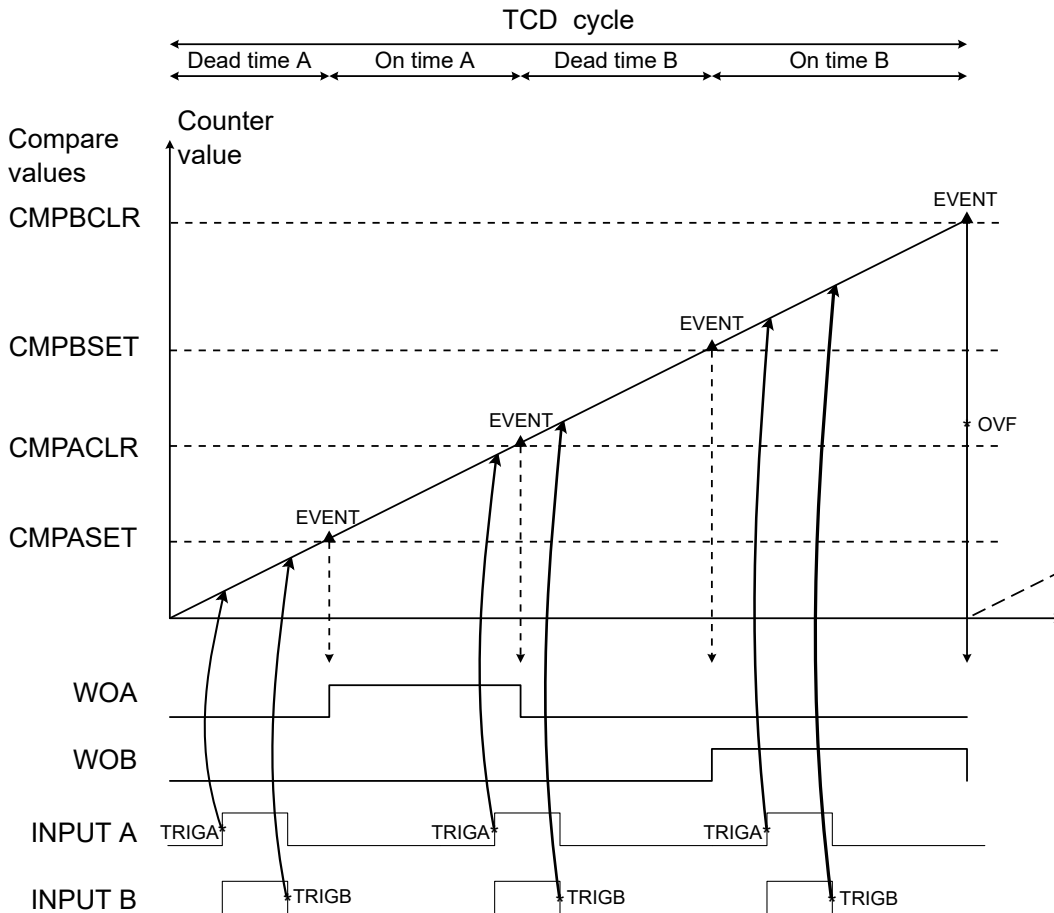 TCD cycle
Dead time A
On time A
Dead time B
On time B
Compare
values
Counter
value
CMPBCLR
EVENT
CMPBSET
EVENT
CMPACLR
EVENT
OVF
CMPASET
EVENT
WOA
WOB
INPUT A
TRIGA
TRIGA
TRIGA
INPUT B
TRIGB
TRIGB
TRIGB